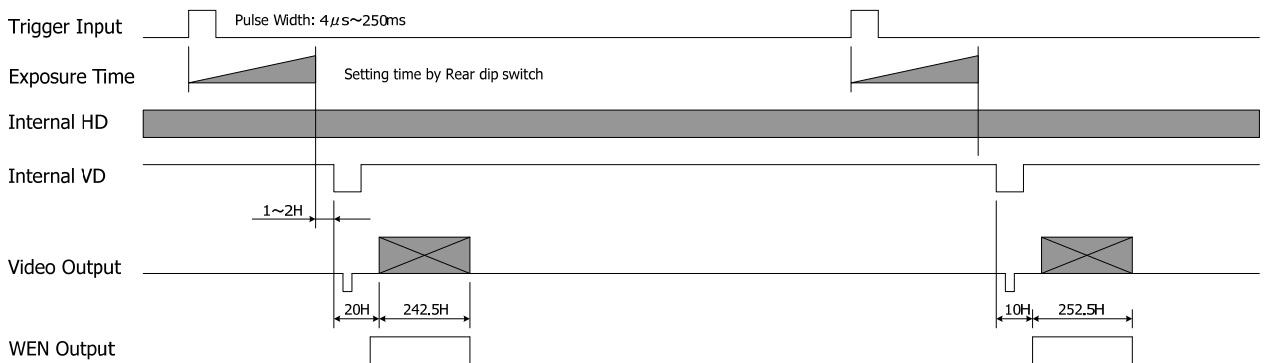 Trigger Input
Pulse Width: 4μs～250ms
Exposure Time
Setting time by Rear dip switch
Internal HD
Internal VD
1～2H
Video Output
20H
242.5H
10H
252.5H
WEN Output